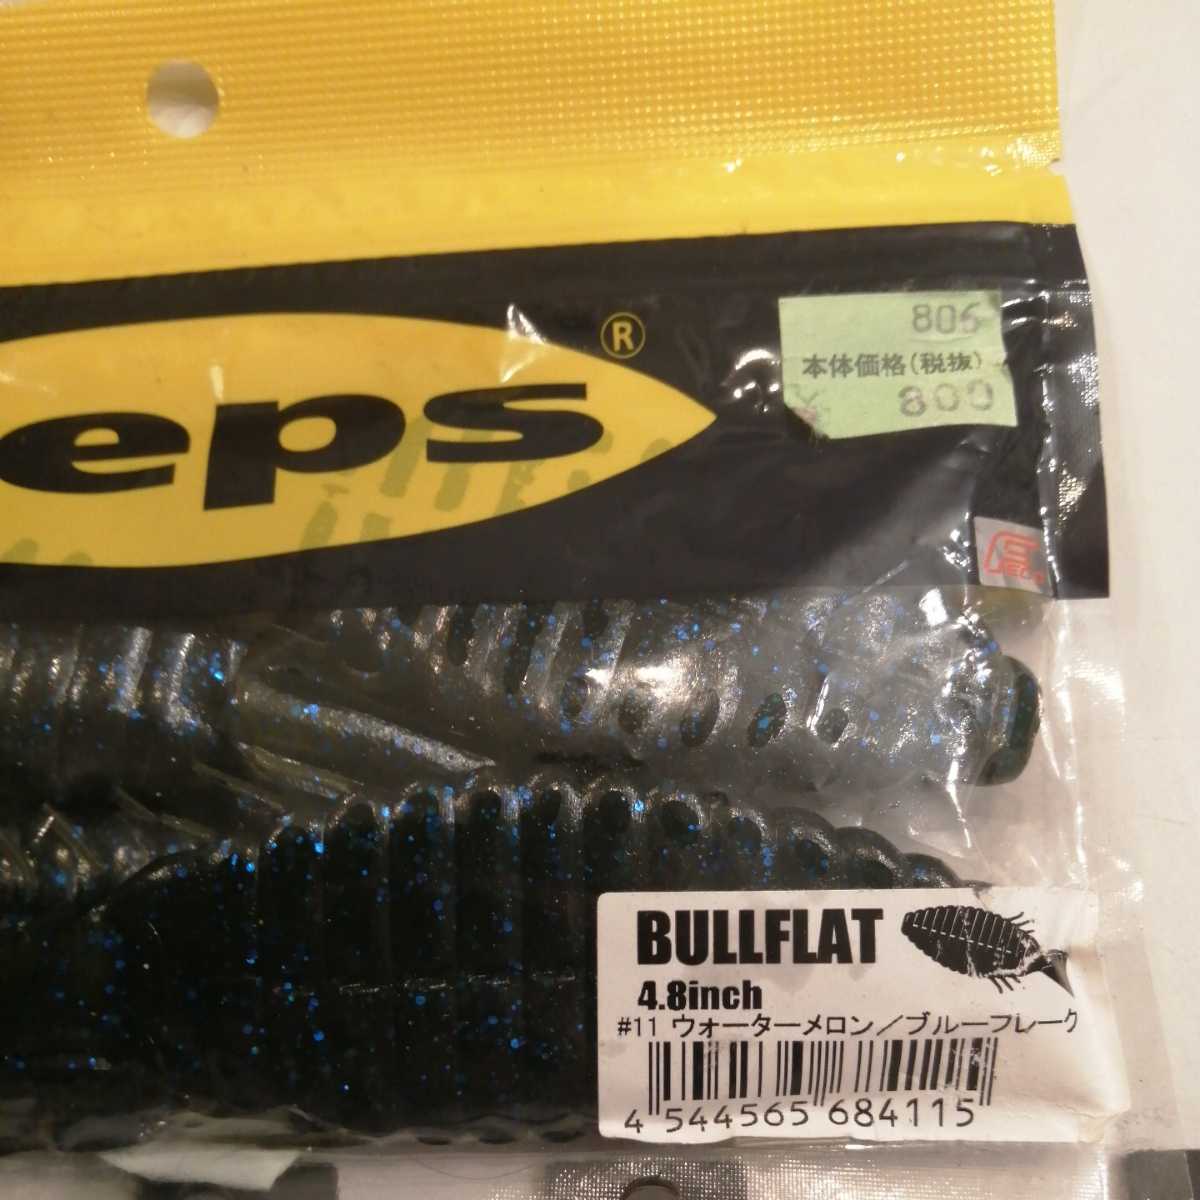 eps®
806
本体価格(税抜)
¥ 800
BULLFLAT
4.8inch
#11 ウォーターメロン/ブルーフレーク
4 544565 684115